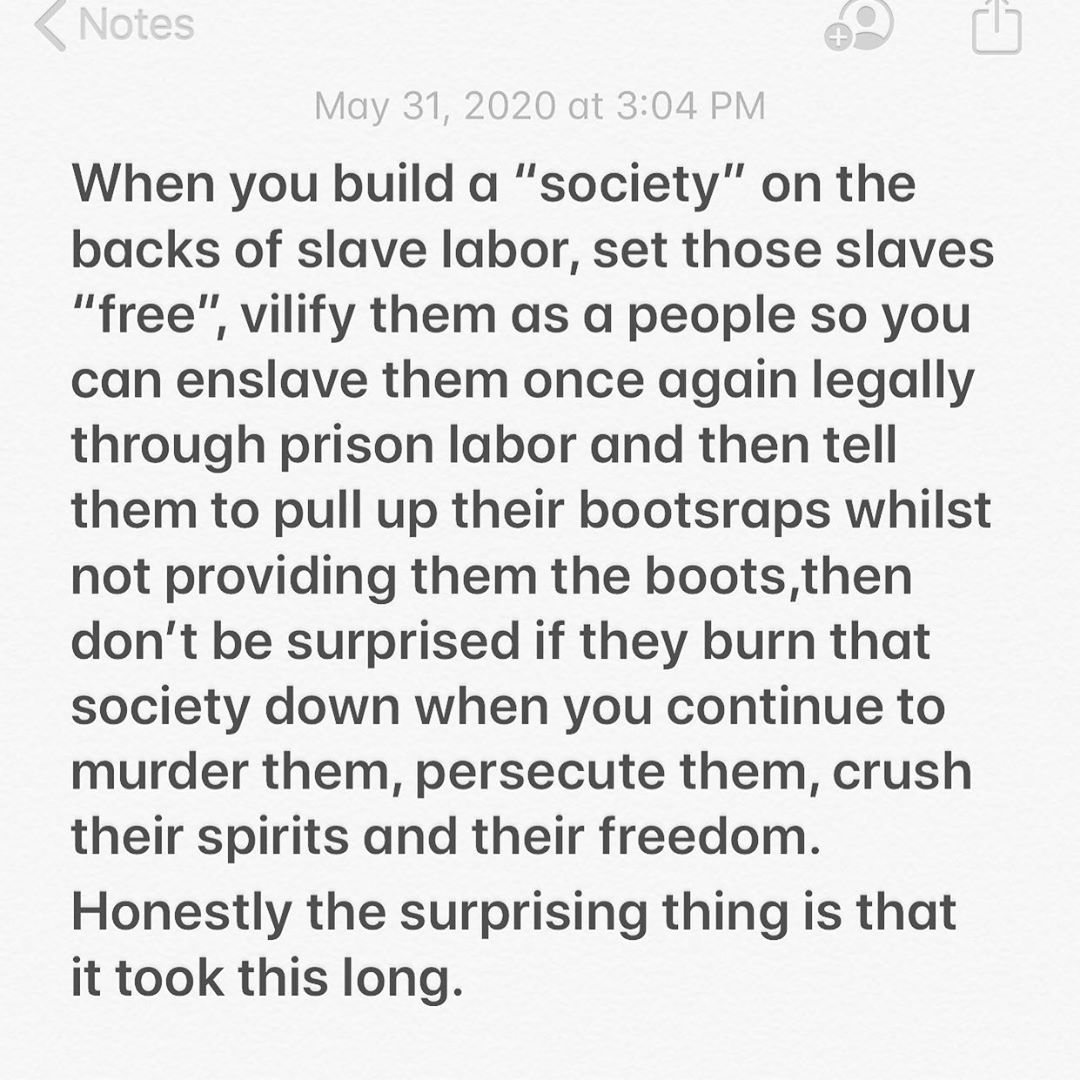 Notes
May 31, 2020 at 3:04 PM
When you build a “society” on the
backs of slave labor, set those slaves
“free”, vilify them as a people so you
can enslave them once again legally
through prison labor and then tell
them to pull up their bootsraps whilst
not providing them the boots,then
don’t be surprised if they burn that
society down when you continue to
murder them, persecute them, crush
their spirits and their freedom.
Honestly the surprising thing is that
it took this long.